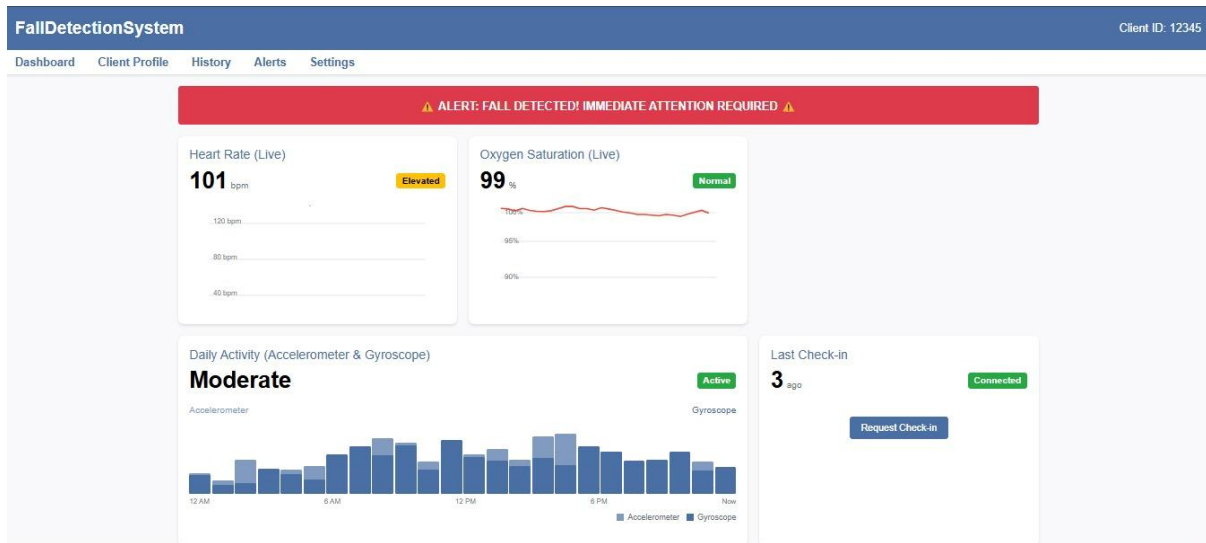 FallDetectionSystem
Client ID: 12345
Dashboard Client Profile History Alerts Settings
⚠ ALERT: FALL DETECTED! IMMEDIATE ATTENTION REQUIRED ⚠
Heart Rate (Live)
101 bpm
Elevated
120 bpm
80 bpm
40 bpm
Oxygen Saturation (Live)
99 %
Normal
100%
95%
90%
Daily Activity (Accelerometer & Gyroscope)
Moderate
Active
Accelerometer
Gyroscope
12 AM 6 AM 12 PM 6 PM Now
Accelerometer Gyroscope
Last Check-in
3 ago
Connected
Request Check-in